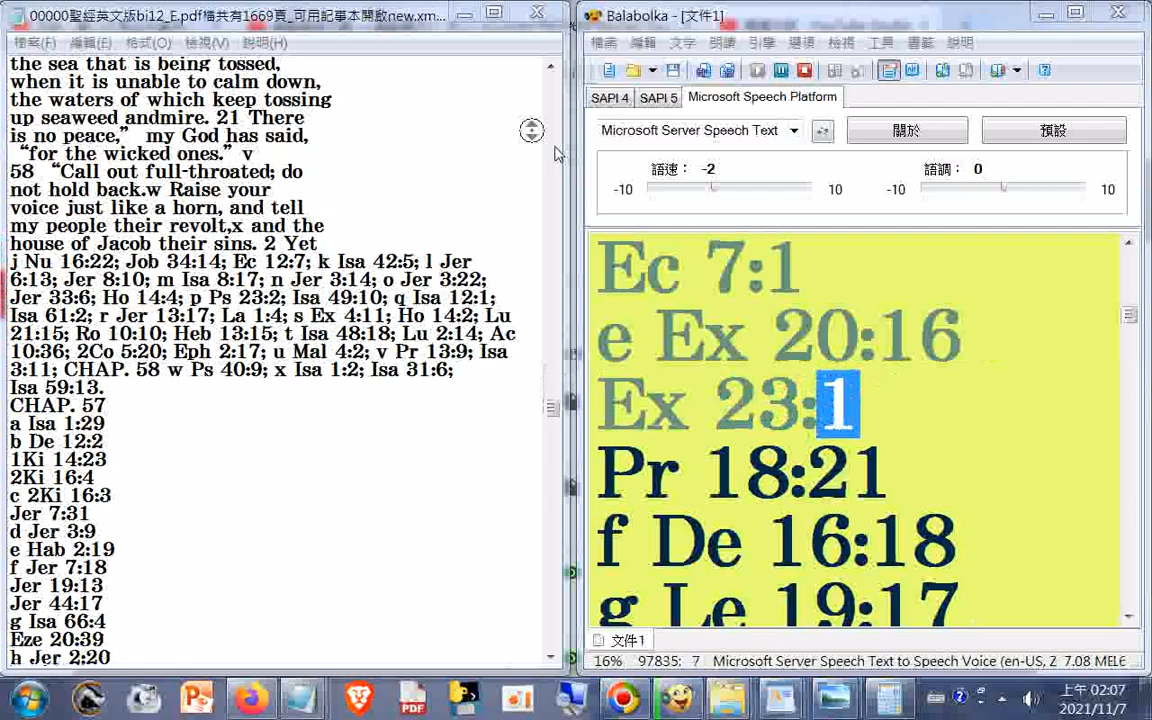 00000聖經英文版bi12_E.pdf檔共有1669頁_可用記事本開啟new.xm...
檔案(F) 編輯(E) 格式(O) 檢視(V) 說明(H)
the sea that is being tossed,
when it is unable to calm down,
the waters of which keep tossing
up seaweed andmire. 21 There
is no peace,” my God has said,
“for the wicked ones.” v
58 “Call out full-throated; do
not hold back.w Raise your
voice just like a horn, and tell
my people their revolt,x and the
house of Jacob their sins. 2 Yet
j Nu 16:22; Job 34:14; Ec 12:7; k Isa 42:5; l Jer
6:13; Jer 8:10; m Isa 8:17; n Jer 3:14; o Jer 3:22;
Jer 33:6; Ho 14:4; p Ps 23:2; Isa 49:10; q Isa 12:1;
Isa 61:2; r Jer 13:17; La 1:4; s Ex 4:11; Ho 14:2; Lu
21:15; Ro 10:10; Heb 13:15; t Isa 48:18; Lu 2:14; Ac
10:36; 2Co 5:20; Eph 2:17; u Mal 4:2; v Pr 13:9; Isa
3:11; CHAP. 58 w Ps 40:9; x Isa 1:2; Isa 31:6;
Isa 59:13.
CHAP. 57
a Isa 1:29
b De 12:2
1Ki 14:23
2Ki 16:4
c 2Ki 16:3
Jer 7:31
d Jer 3:9
e Hab 2:19
f Jer 7:18
Jer 19:13
Jer 44:17
g Isa 66:4
Eze 20:39
h Jer 2:20
Balabolka - [文件1]
檔案 編輯 文字 朗讀 引擎 選項 檢視 工具 書籤 說明
SAPI 4 SAPI 5 Microsoft Speech Platform
Microsoft Server Speech Text 關於 預設
語速： -2 語調： 0
-10 10 -10 10
Ec 7:1
e Ex 20:16
Ex 23:1
Pr 18:21
f De 16:18
g Le 19:17
文件1
16% 97835: 7 Microsoft Server Speech Text to Speech Voice (en-US, Z 7.08 MЕ
PDF
上午 02:07
2021/11/7